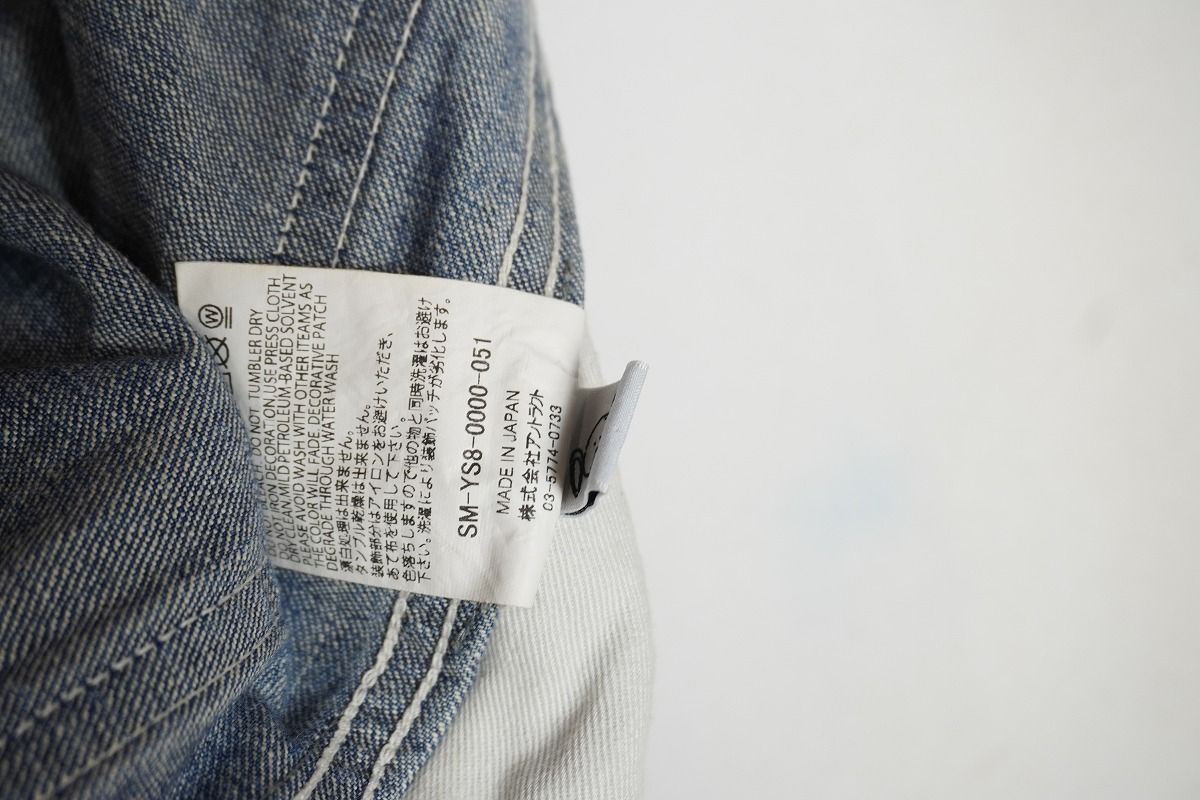 W
DO NOT TUMBLER DRY
DO NOT IRON DECORATION, USE PRESS CLOTH
DRY CLEAN,MILD PETROLEUM-BASED SOLVENT
PLEASE AVOID WASH WITH OTHER ITEAMS AS
THE COLOR WILL FADE, DECORATIVE PATCH
DEGRADE THROUGH WATER WASH
漂白処理は出来ません。
タンブル乾燥は出来ません。
装飾部分はアイロンをお避けいただき、
あて布を使用して下さい。
色落ちしますので他の物と同時洗濯はお避け
下さい。洗濯により装飾パッチが劣化します。
SM-YS8-0000-051
MADE IN JAPAN
株式会社アントラクト
03-5774-0733